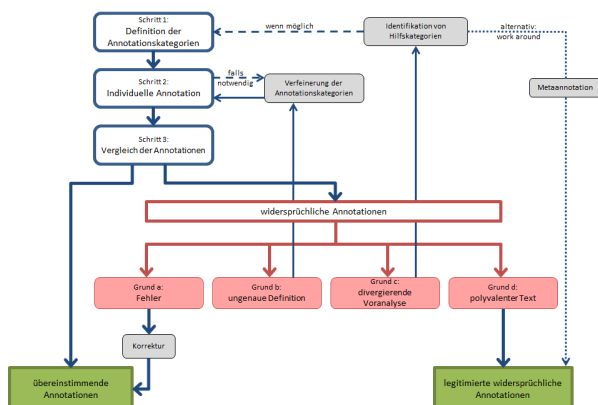 Schritt 1:
Definition der
Annotationskategorien
wenn möglich
Identifikation von
Hilfskategorien
alternativ:
work around
Schritt 2:
Individuelle Annotation
falls
notwendig
Verfeinerung der
Annotationskategorien
Metaannotation
Schritt 3:
Vergleich der Annotationen
widersprüchliche Annotationen
Grund a:
Fehler
Grund b:
ungenaue Definition
Grund c:
divergierende
Voranalyse
Grund d:
polyvalenter Text
Korrektur
übereinstimmende
Annotationen
legitimierte widersprüchliche
Annotationen